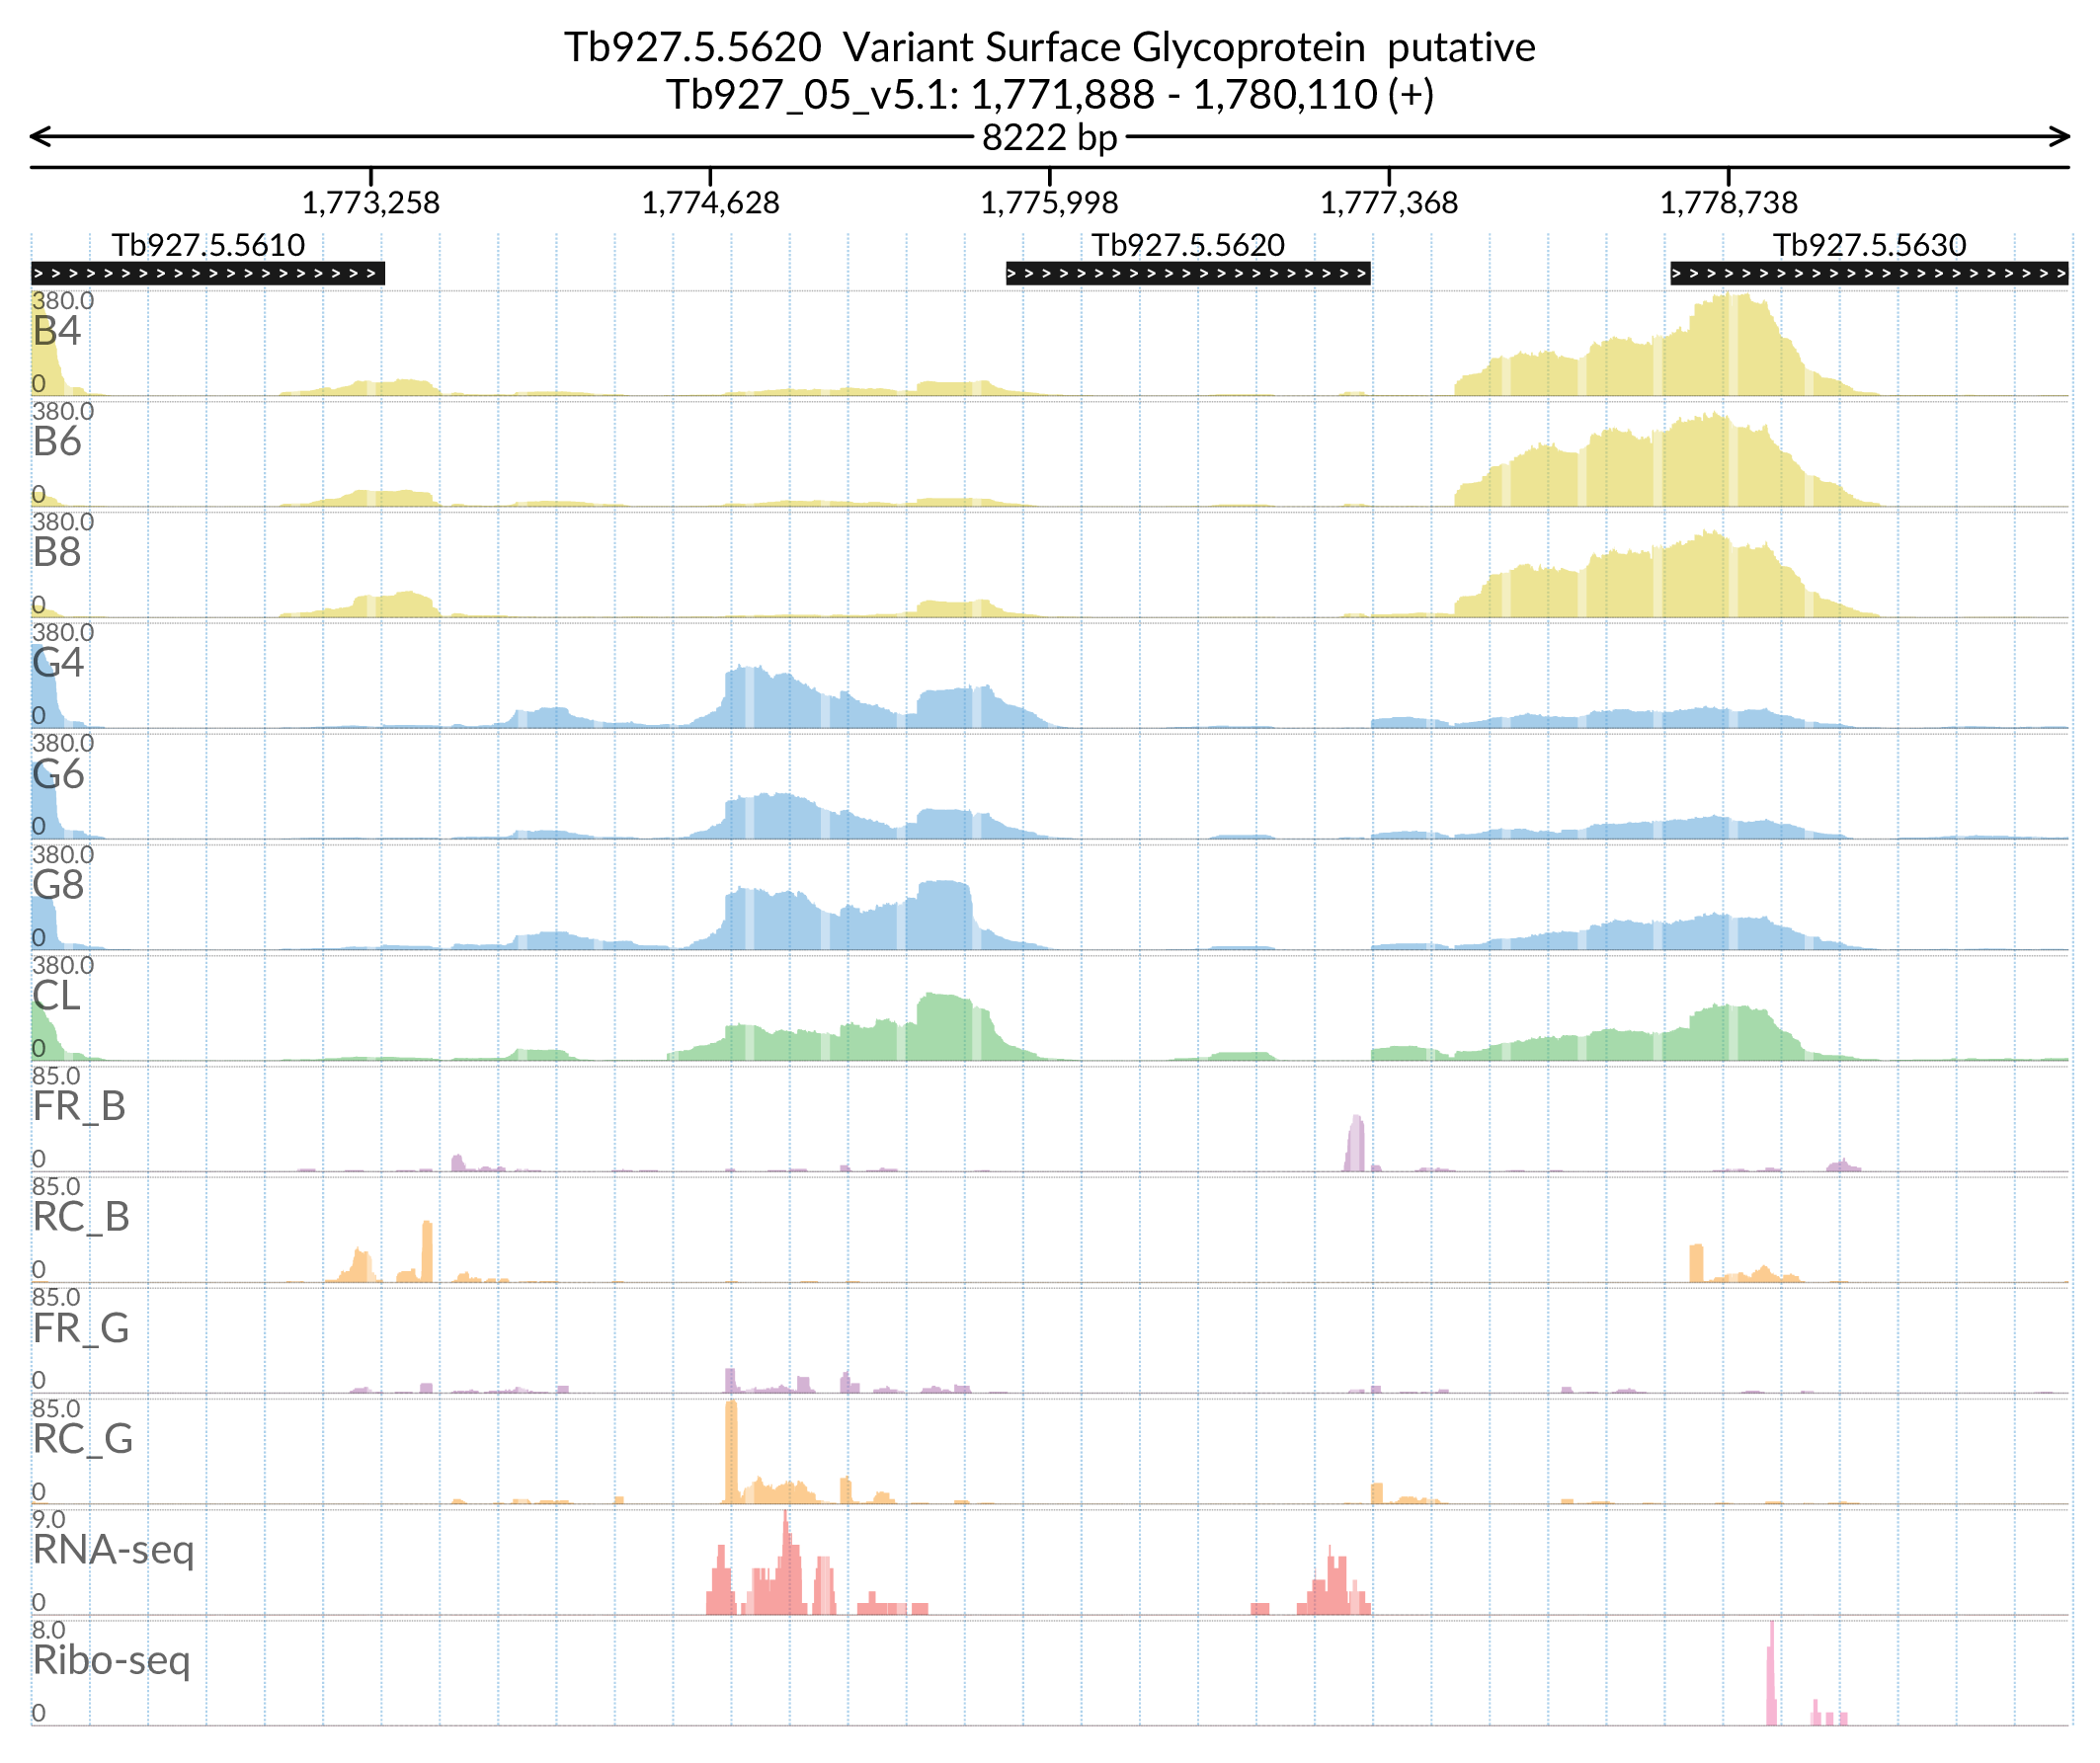 Tb927.5.5620  Variant Surface Glycoprotein  putative
Tb927_05_v5.1: 1,771,888 - 1,780,110 (+)
8222 bp
1,773,258 1,774,628 1,775,998 1,777,368 1,778,738
Tb927.5.5610 Tb927.5.5620 Tb927.5.5630
380.0
B4
0
380.0
B6
0
380.0
B8
0
380.0
G4
0
380.0
G6
0
380.0
G8
0
380.0
CL
0
85.0
FR_B
0
85.0
RC_B
0
85.0
FR_G
0
85.0
RC_G
0
9.0
RNA-seq
0
8.0
Ribo-seq
0